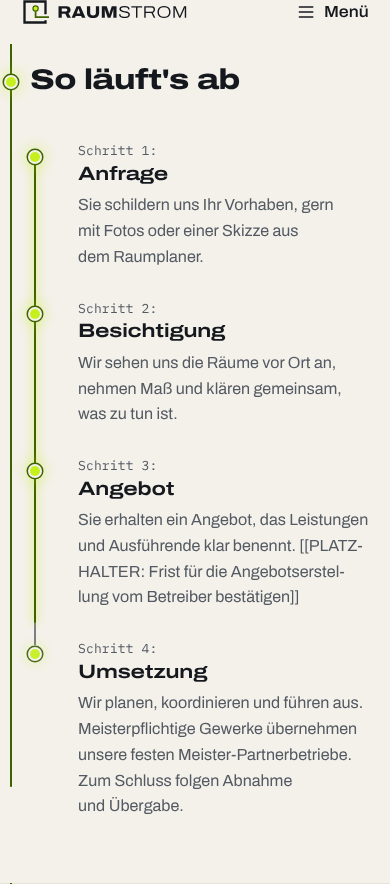 RAUMSTROM
Menü
So läuft's ab
Schritt 1:
Anfrage
Sie schildern uns Ihr Vorhaben, gern
mit Fotos oder einer Skizze aus
dem Raumplaner.
Schritt 2:
Besichtigung
Wir sehen uns die Räume vor Ort an,
nehmen Maß und klären gemeinsam,
was zu tun ist.
Schritt 3:
Angebot
Sie erhalten ein Angebot, das Leistungen
und Ausführende klar benennt. [[PLATZ-
HALTER: Frist für die Angebotserstel-
lung vom Betreiber bestätigen]]
Schritt 4:
Umsetzung
Wir planen, koordinieren und führen aus.
Meisterpflichtige Gewerke übernehmen
unsere festen Meister-Partnerbetriebe.
Zum Schluss folgen Abnahme
und Übergabe.